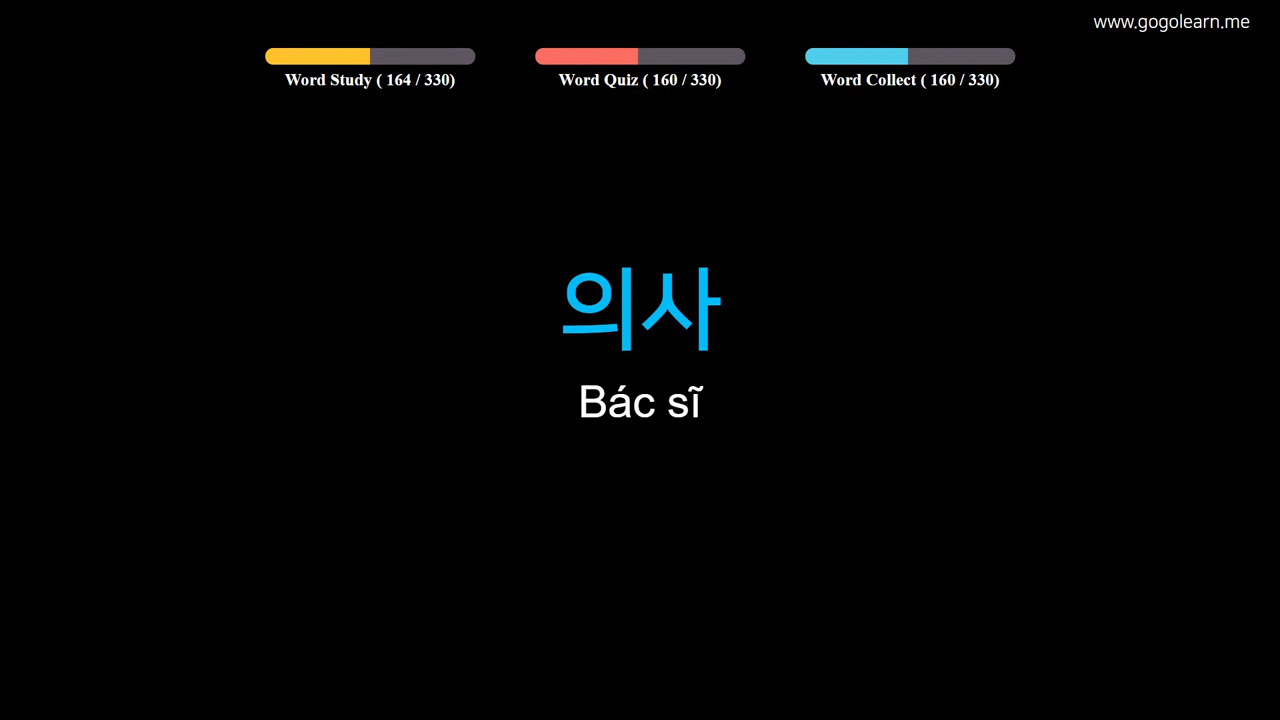 www.gogolearn.me
Word Study ( 164 / 330)
Word Quiz ( 160 / 330)
Word Collect ( 160 / 330)
의사
Bác sĩ